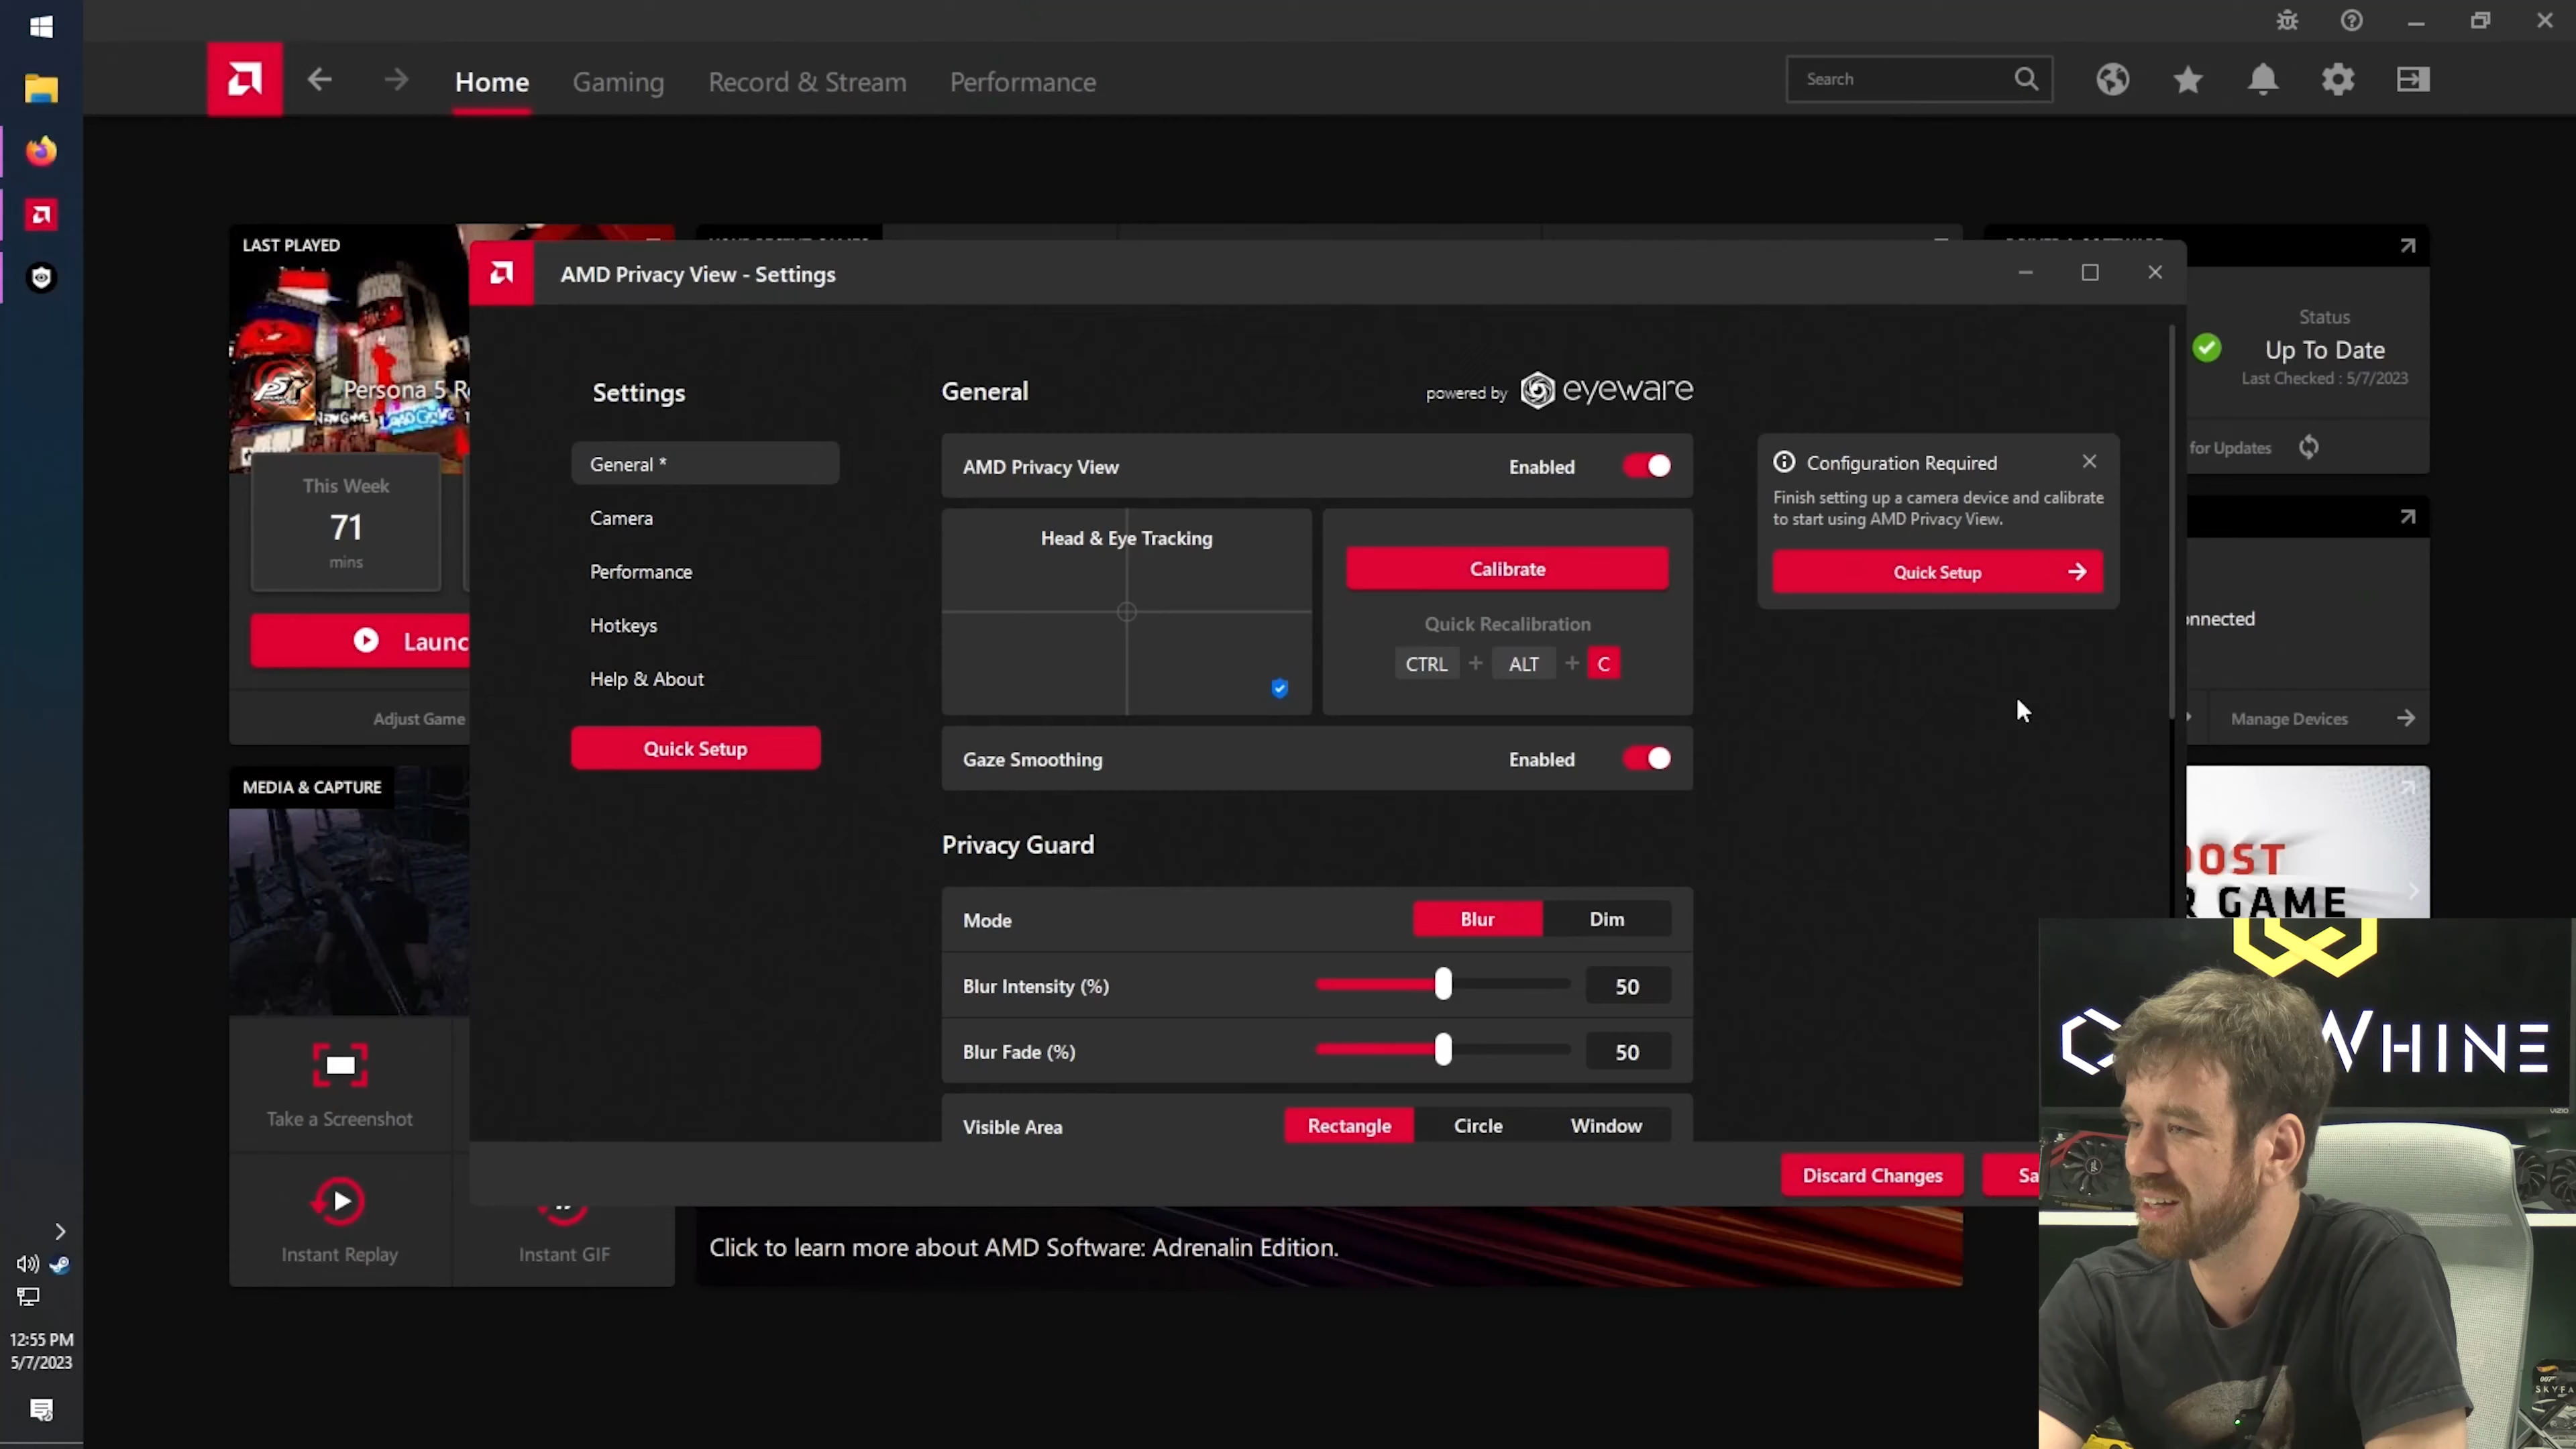 Home
Gaming
Record & Stream
Performance
Search
LAST PLAYED
AMD Privacy View - Settings
Persona 5 R
This Week
71
mins
Launc
Adjust Game
MEDIA & CAPTURE
Take a Screenshot
Instant Replay
Instant GIF
Settings
General *
Camera
Performance
Hotkeys
Help & About
Quick Setup
General
powered by eyeware
AMD Privacy View
Enabled
Head & Eye Tracking
Calibrate
Quick Recalibration
CTRL + ALT + C
Gaze Smoothing
Enabled
Privacy Guard
Mode
Blur
Dim
Blur Intensity (%)
50
Blur Fade (%)
50
Visible Area
Rectangle
Circle
Window
Configuration Required
Finish setting up a camera device and calibrate
to start using AMD Privacy View.
Quick Setup
Discard Changes
Sa
Status
Up To Date
Last Checked : 5/7/2023
for Updates
nnected
Manage Devices
OOST
R GAME
Click to learn more about AMD Software: Adrenalin Edition.
WHINE
VIZIO
007
SKYFA
12:55 PM
5/7/2023